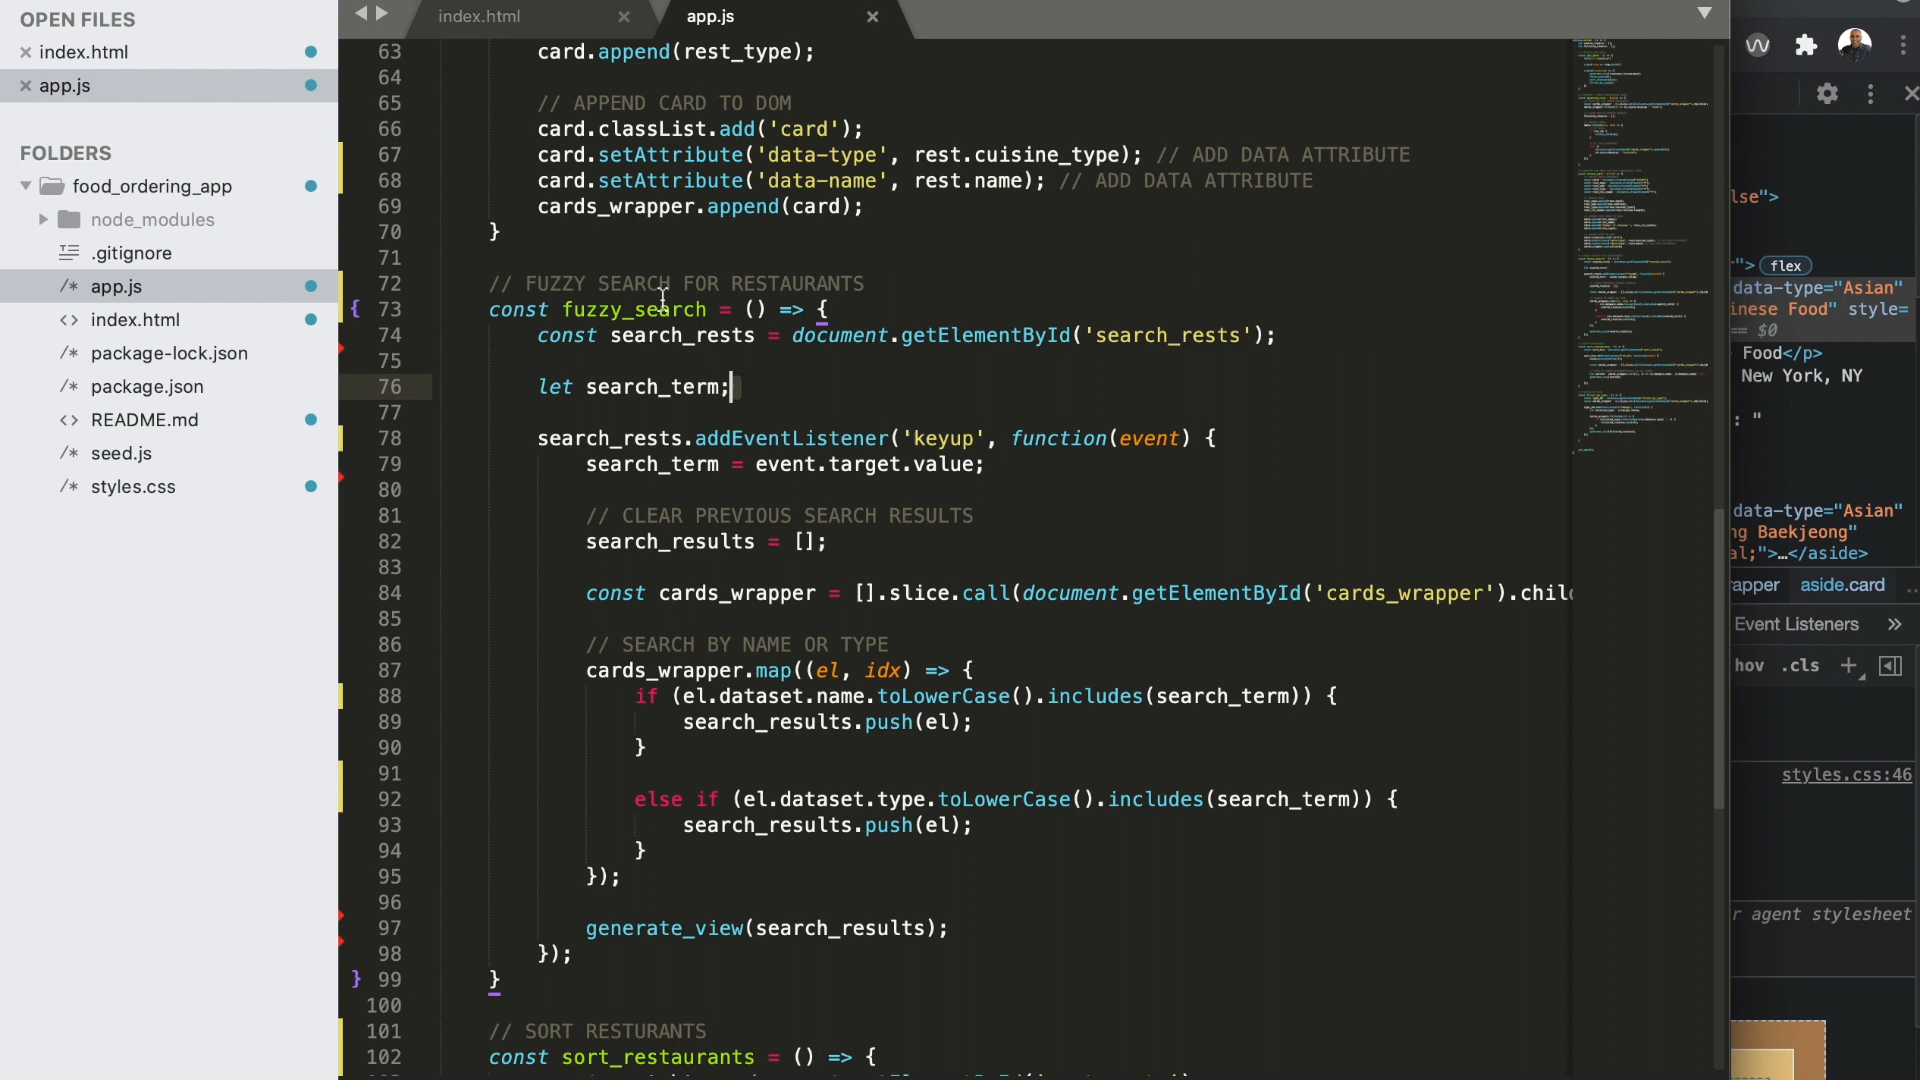 OPEN FILES
index.html
app.js
FOLDERS
food_ordering_app
node_modules
.gitignore
/* app.js
<> index.html
/* package-lock.json
/* package.json
<> README.md
/* seed.js
/* styles.css
index.html
app.js
63 card.append(rest_type);
64
65 // APPEND CARD TO DOM
66 card.classList.add('card');
67 card.setAttribute('data-type', rest.cuisine_type); // ADD DATA ATTRIBUTE
68 card.setAttribute('data-name', rest.name); // ADD DATA ATTRIBUTE
69 cards_wrapper.append(card);
70 }
71
72 // FUZZY SEARCH FOR RESTAURANTS
{ 73 const fuzzy_search = () => {
74 const search_rests = document.getElementById('search_rests');
75
76 let search_term;
77
78 search_rests.addEventListener('keyup', function(event) {
79 search_term = event.target.value;
80
81 // CLEAR PREVIOUS SEARCH RESULTS
82 search_results = [];
83
84 const cards_wrapper = [].slice.call(document.getElementById('cards_wrapper').chil
85
86 // SEARCH BY NAME OR TYPE
87 cards_wrapper.map((el, idx) => {
88 if (el.dataset.name.toLowerCase().includes(search_term)) {
89 search_results.push(el);
90 }
91
92 else if (el.dataset.type.toLowerCase().includes(search_term)) {
93 search_results.push(el);
94 }
95 });
96
97 generate_view(search_results);
98 });
} 99 }
100
101 // SORT RESTURANTS
102 const sort_restaurants = () => {
lse">
"> flex
data-type="Asian"
inese Food" style=
== $0
Food</p>
New York, NY
: "
data-type="Asian"
ng Baekjeong"
al;">…</aside>
rapper aside.card ..
Event Listeners »
hov .cls +
styles.css:46
r agent stylesheet